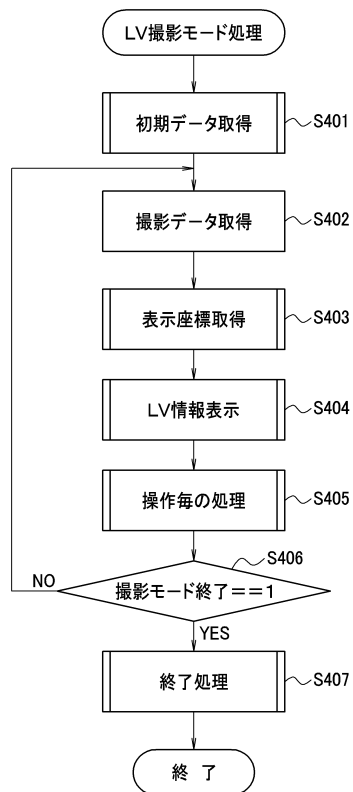 LV撮影モード処理
初期データ取得 S401
撮影データ取得 S402
表示座標取得 S403
LV情報表示 S404
操作毎の処理 S405
S406
NO 撮影モード終了==1
YES
終了処理 S407
終 了